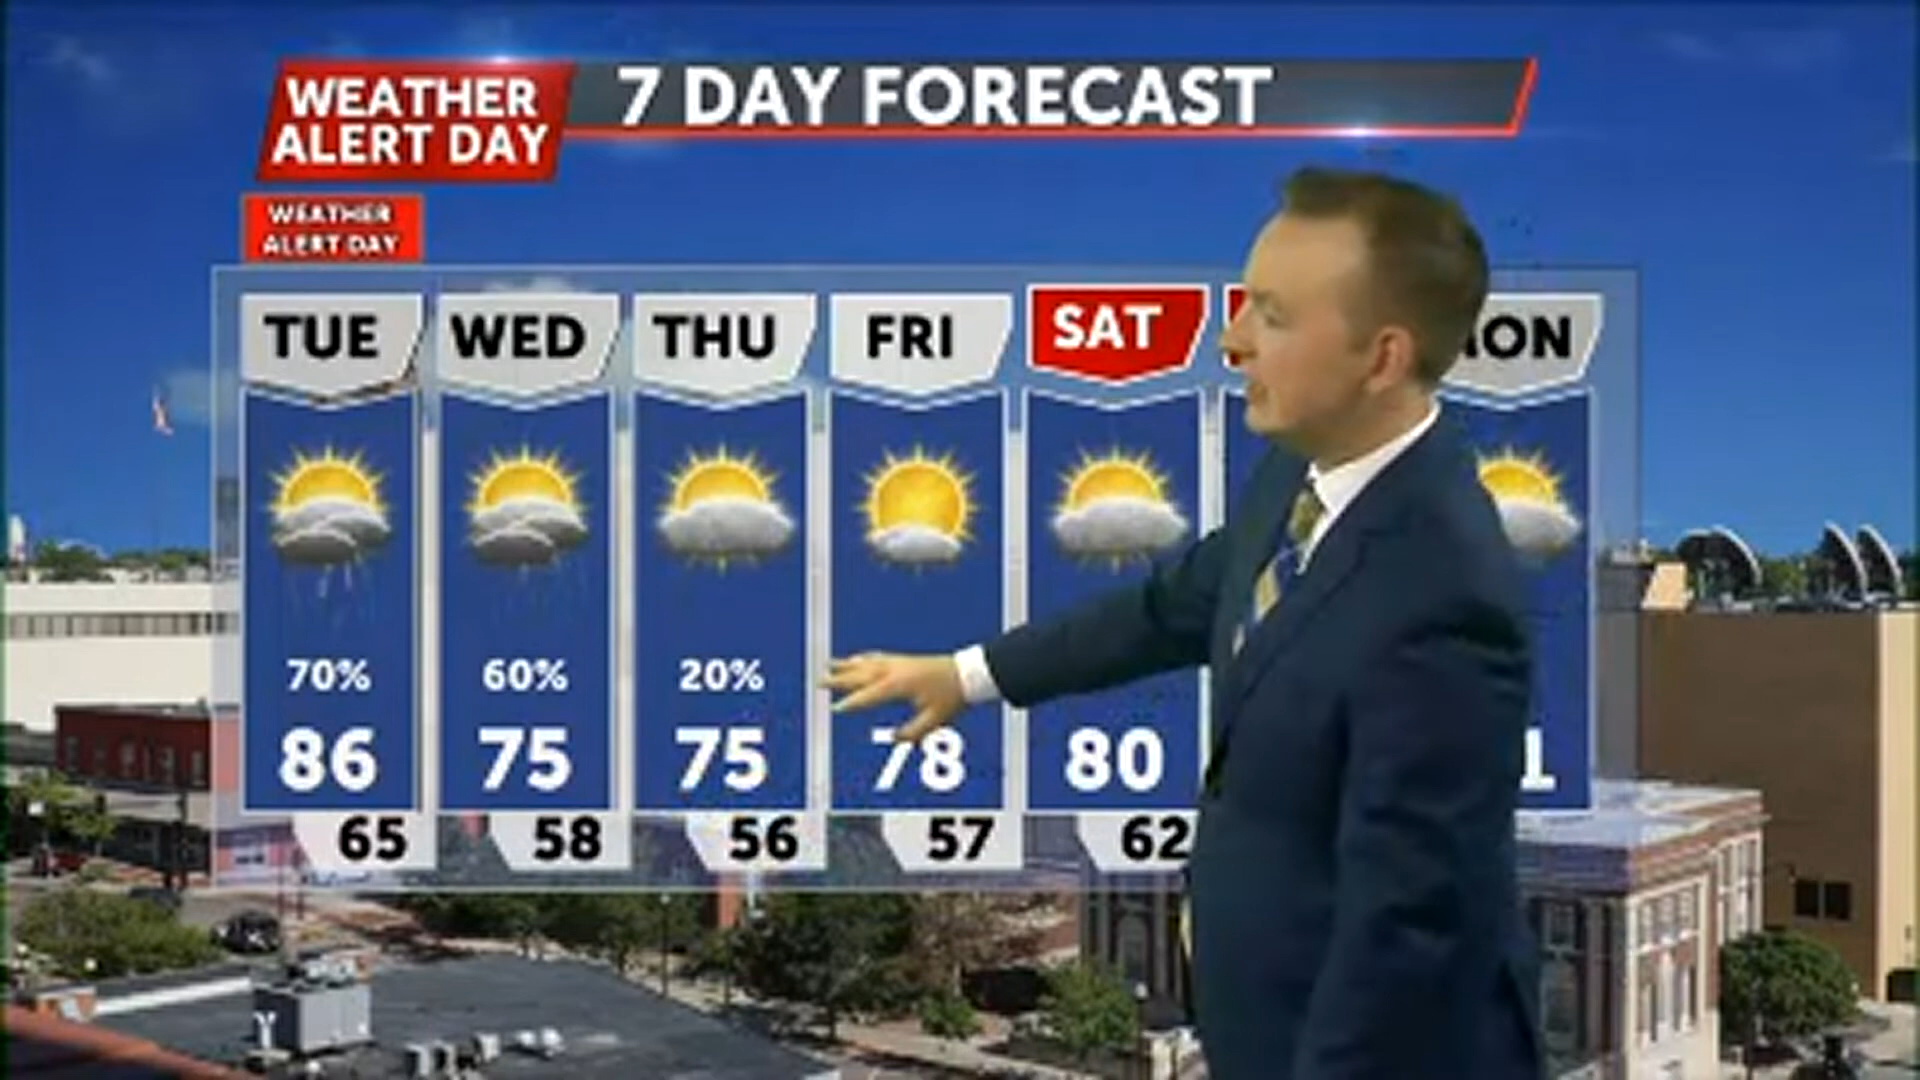 WEATHER
ALERT DAY
7 DAY FORECAST
WEATHER
ALERT DAY
TUE WED THU FRI SAT
70% 60% 20%
86 75 75 78 80
65 58 56 57 62